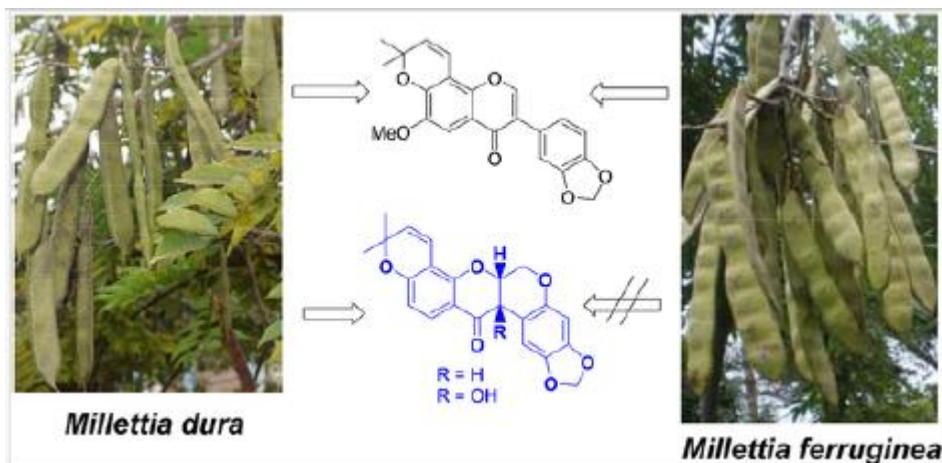 O
O
MeO
O
O
O
H
O
O
O
O
R
O
O
R = H
R = OH
Millettia dura
Millettia ferruginea